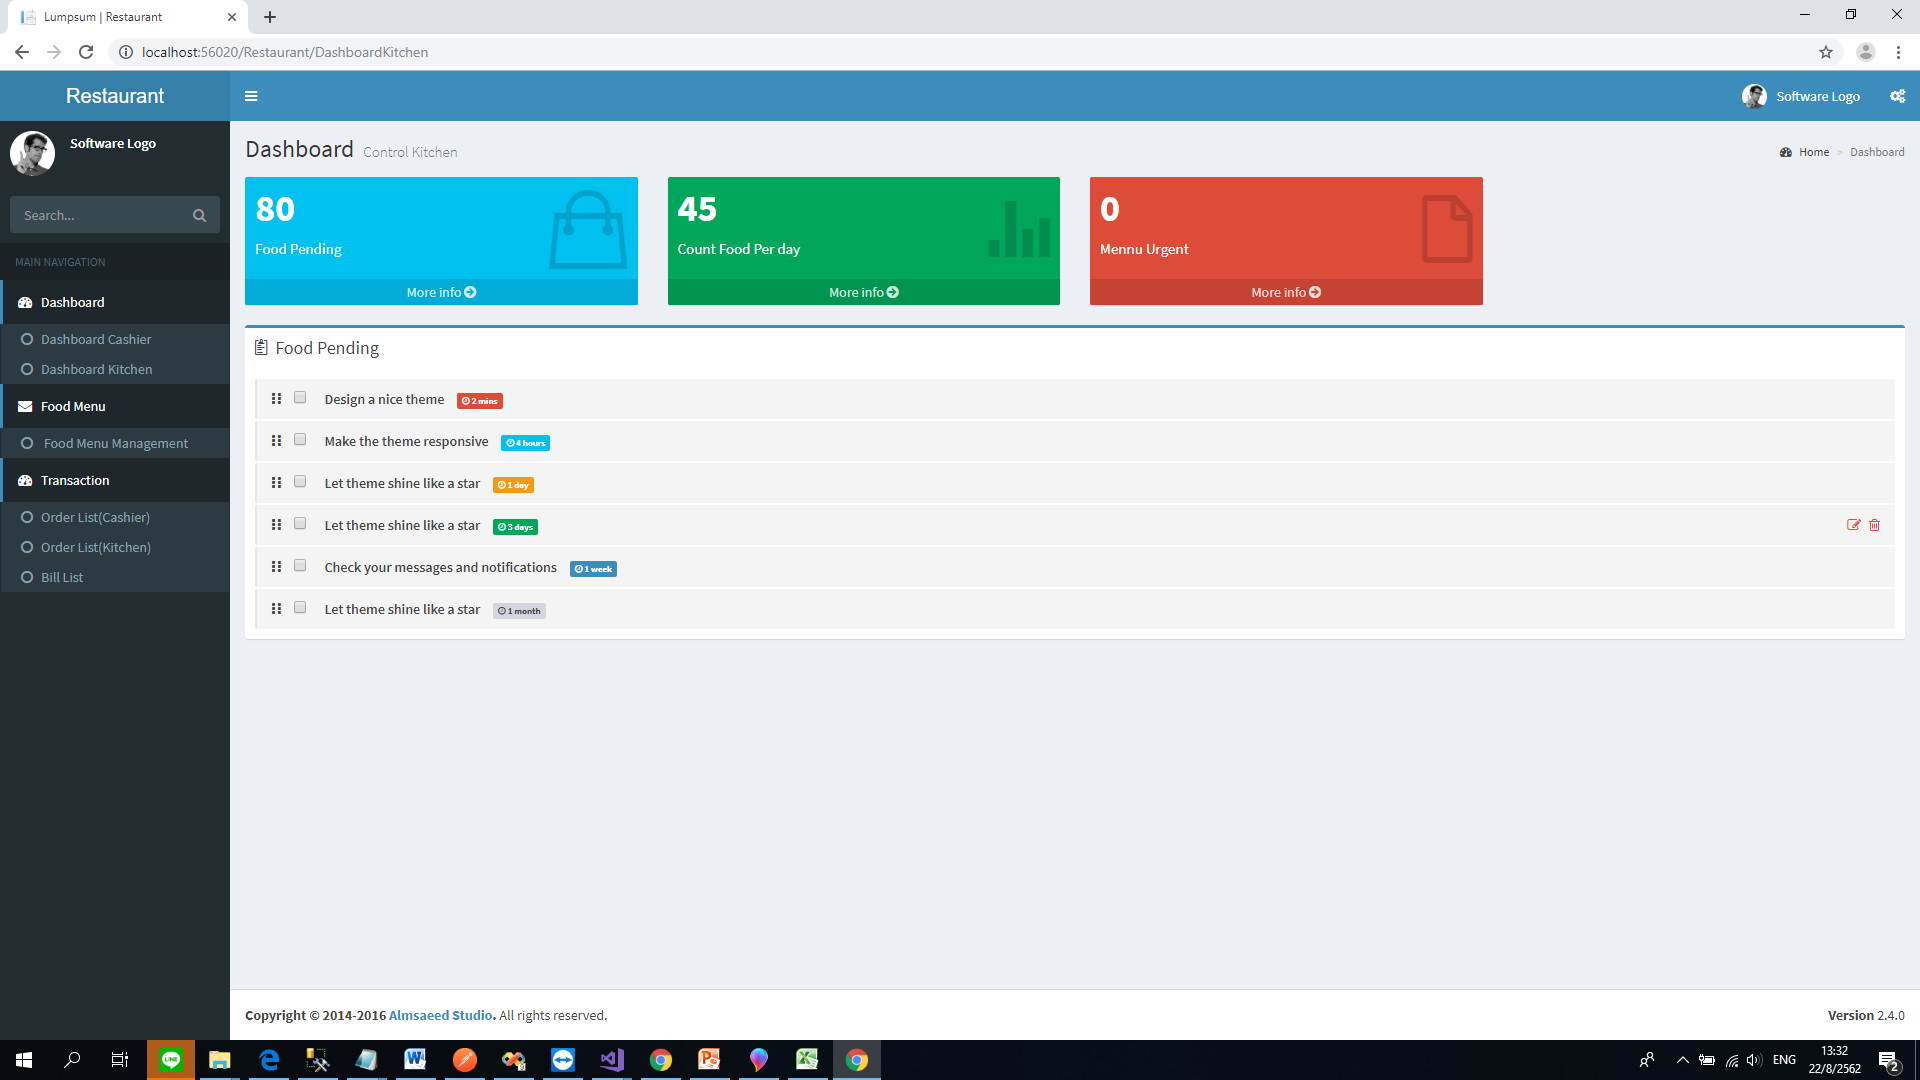 Lumpsum | Restaurant
localhost:56020/Restaurant/DashboardKitchen
Restaurant
Software Logo
Software Logo
Search...
MAIN NAVIGATION
Dashboard
Dashboard Cashier
Dashboard Kitchen
Food Menu
Food Menu Management
Transaction
Order List(Cashier)
Order List(Kitchen)
Bill List
Dashboard Control Kitchen
Home > Dashboard
80
Food Pending
More info
45
Count Food Per day
More info
0
Mennu Urgent
More info
Food Pending
Design a nice theme 2 mins
Make the theme responsive 4 hours
Let theme shine like a star 1 day
Let theme shine like a star 3 days
Check your messages and notifications 1 week
Let theme shine like a star 1 month
Copyright © 2014-2016 Almsaeed Studio. All rights reserved.
Version 2.4.0
LINE
ENG
13:32
22/8/2562
2